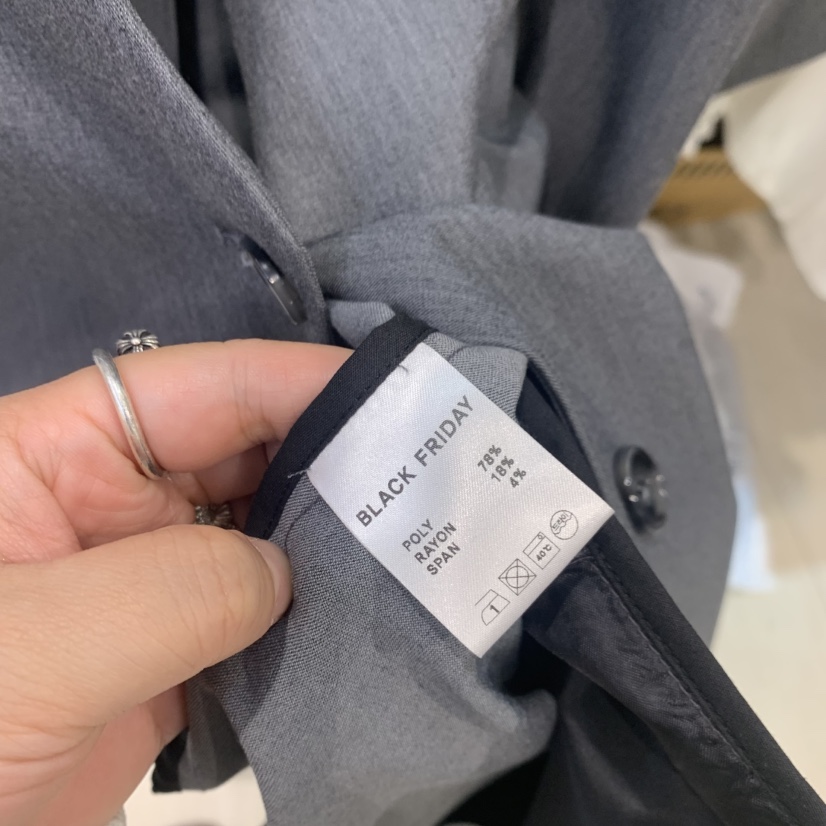 BLACK FRIDAY
POLY 78%
RAYON 18%
SPAN 4%
1 40℃